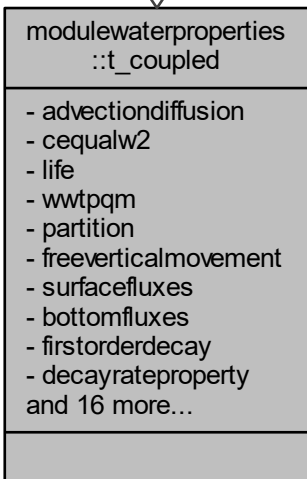 modulewaterproperties
::t_coupled
- advectiondiffusion
- cequalw2
- life
- wwtpqm
- partition
- freeverticalmovement
- surfacefluxes
- bottomfluxes
- firstorderdecay
- decayrateproperty
and 16 more...